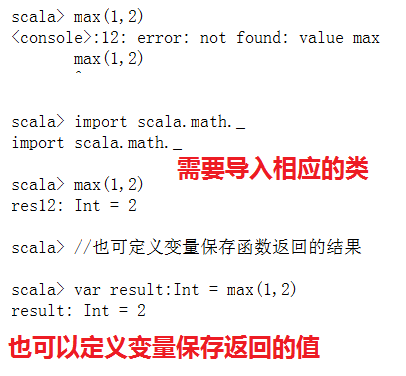 scala> max(1,2)
<console>:12: error: not found: value max
       max(1,2)
       ^
scala> import scala.math._
import scala.math._
需要导入相应的类
scala> max(1,2)
res12: Int = 2
scala> //也可定义变量保存函数返回的结果
scala> var result:Int = max(1,2)
result: Int = 2
也可以定义变量保存返回的值